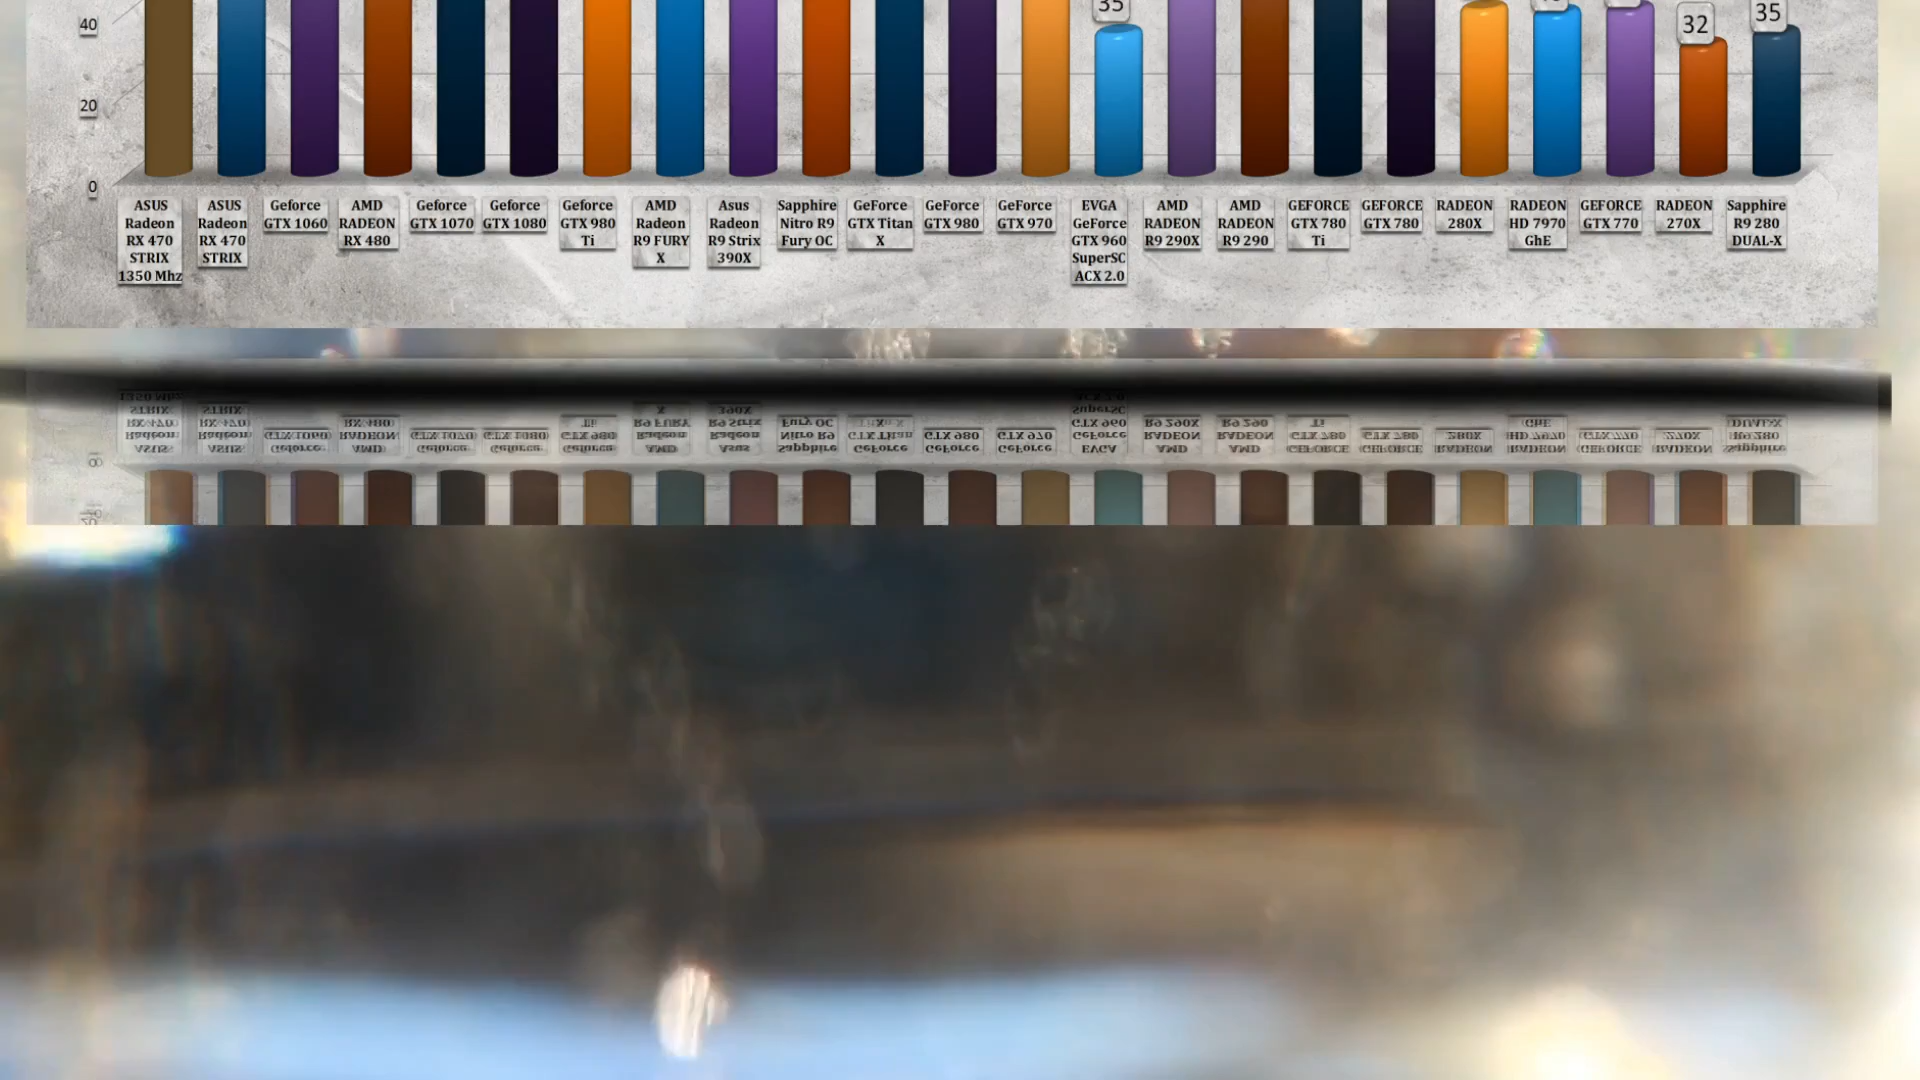 40
35
32
35
20
0
ASUS
Radeon
RX 470
STRIX
1350 Mhz
ASUS
Radeon
RX 470
STRIX
Geforce
GTX 1060
AMD
RADEON
RX 480
Geforce
GTX 1070
Geforce
GTX 1080
Geforce
GTX 980
Ti
AMD
Radeon
R9 FURY
X
Asus
Radeon
R9 Strix
390X
Sapphire
Nitro R9
Fury OC
GeForce
GTX Titan
X
GeForce
GTX 980
GeForce
GTX 970
EVGA
GeForce
GTX 960
SuperSC
ACX 2.0
AMD
RADEON
R9 290X
AMD
RADEON
R9 290
GEFORCE
GTX 780
Ti
GEFORCE
GTX 780
RADEON
280X
RADEON
HD 7970
GhE
GEFORCE
GTX 770
RADEON
270X
Sapphire
R9 280
DUAL-X